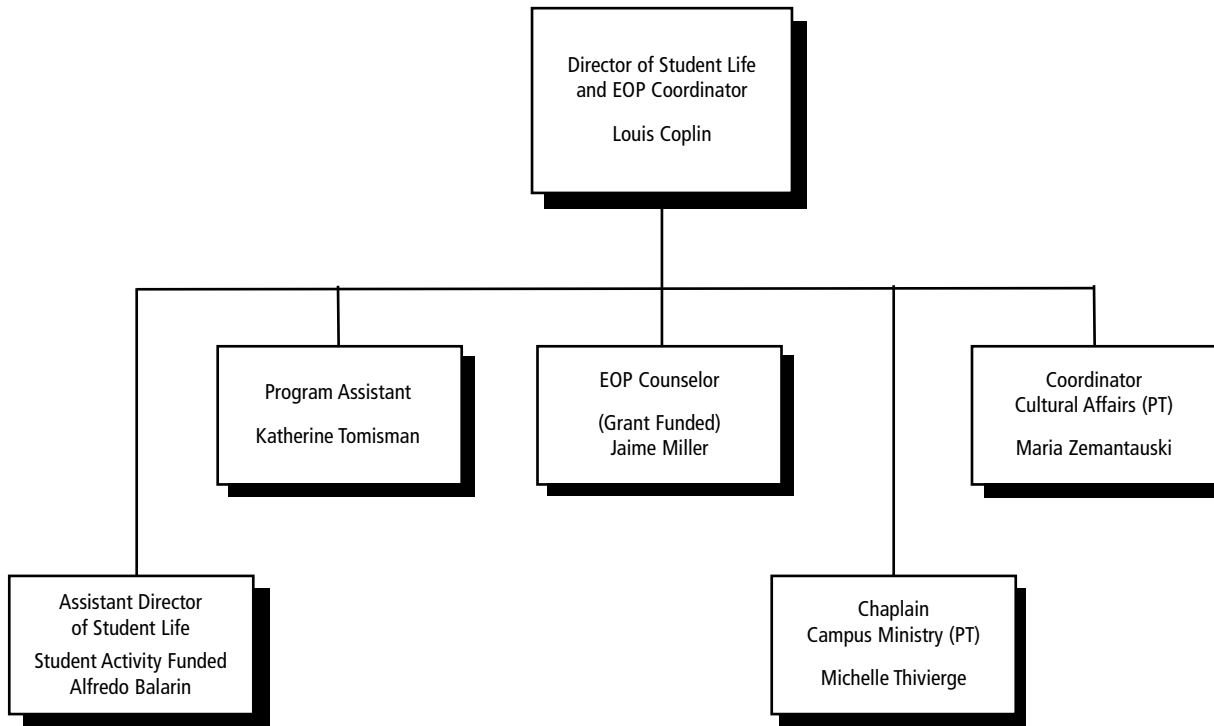 Director of Student Life
and EOP Coordinator
Louis Coplin
Program Assistant
Katherine Tomisman
EOP Counselor
(Grant Funded)
Jaime Miller
Coordinator
Cultural Affairs (PT)
Maria Zemantauski
Assistant Director
of Student Life
Student Activity Funded
Alfredo Balarin
Chaplain
Campus Ministry (PT)
Michelle Thivierge